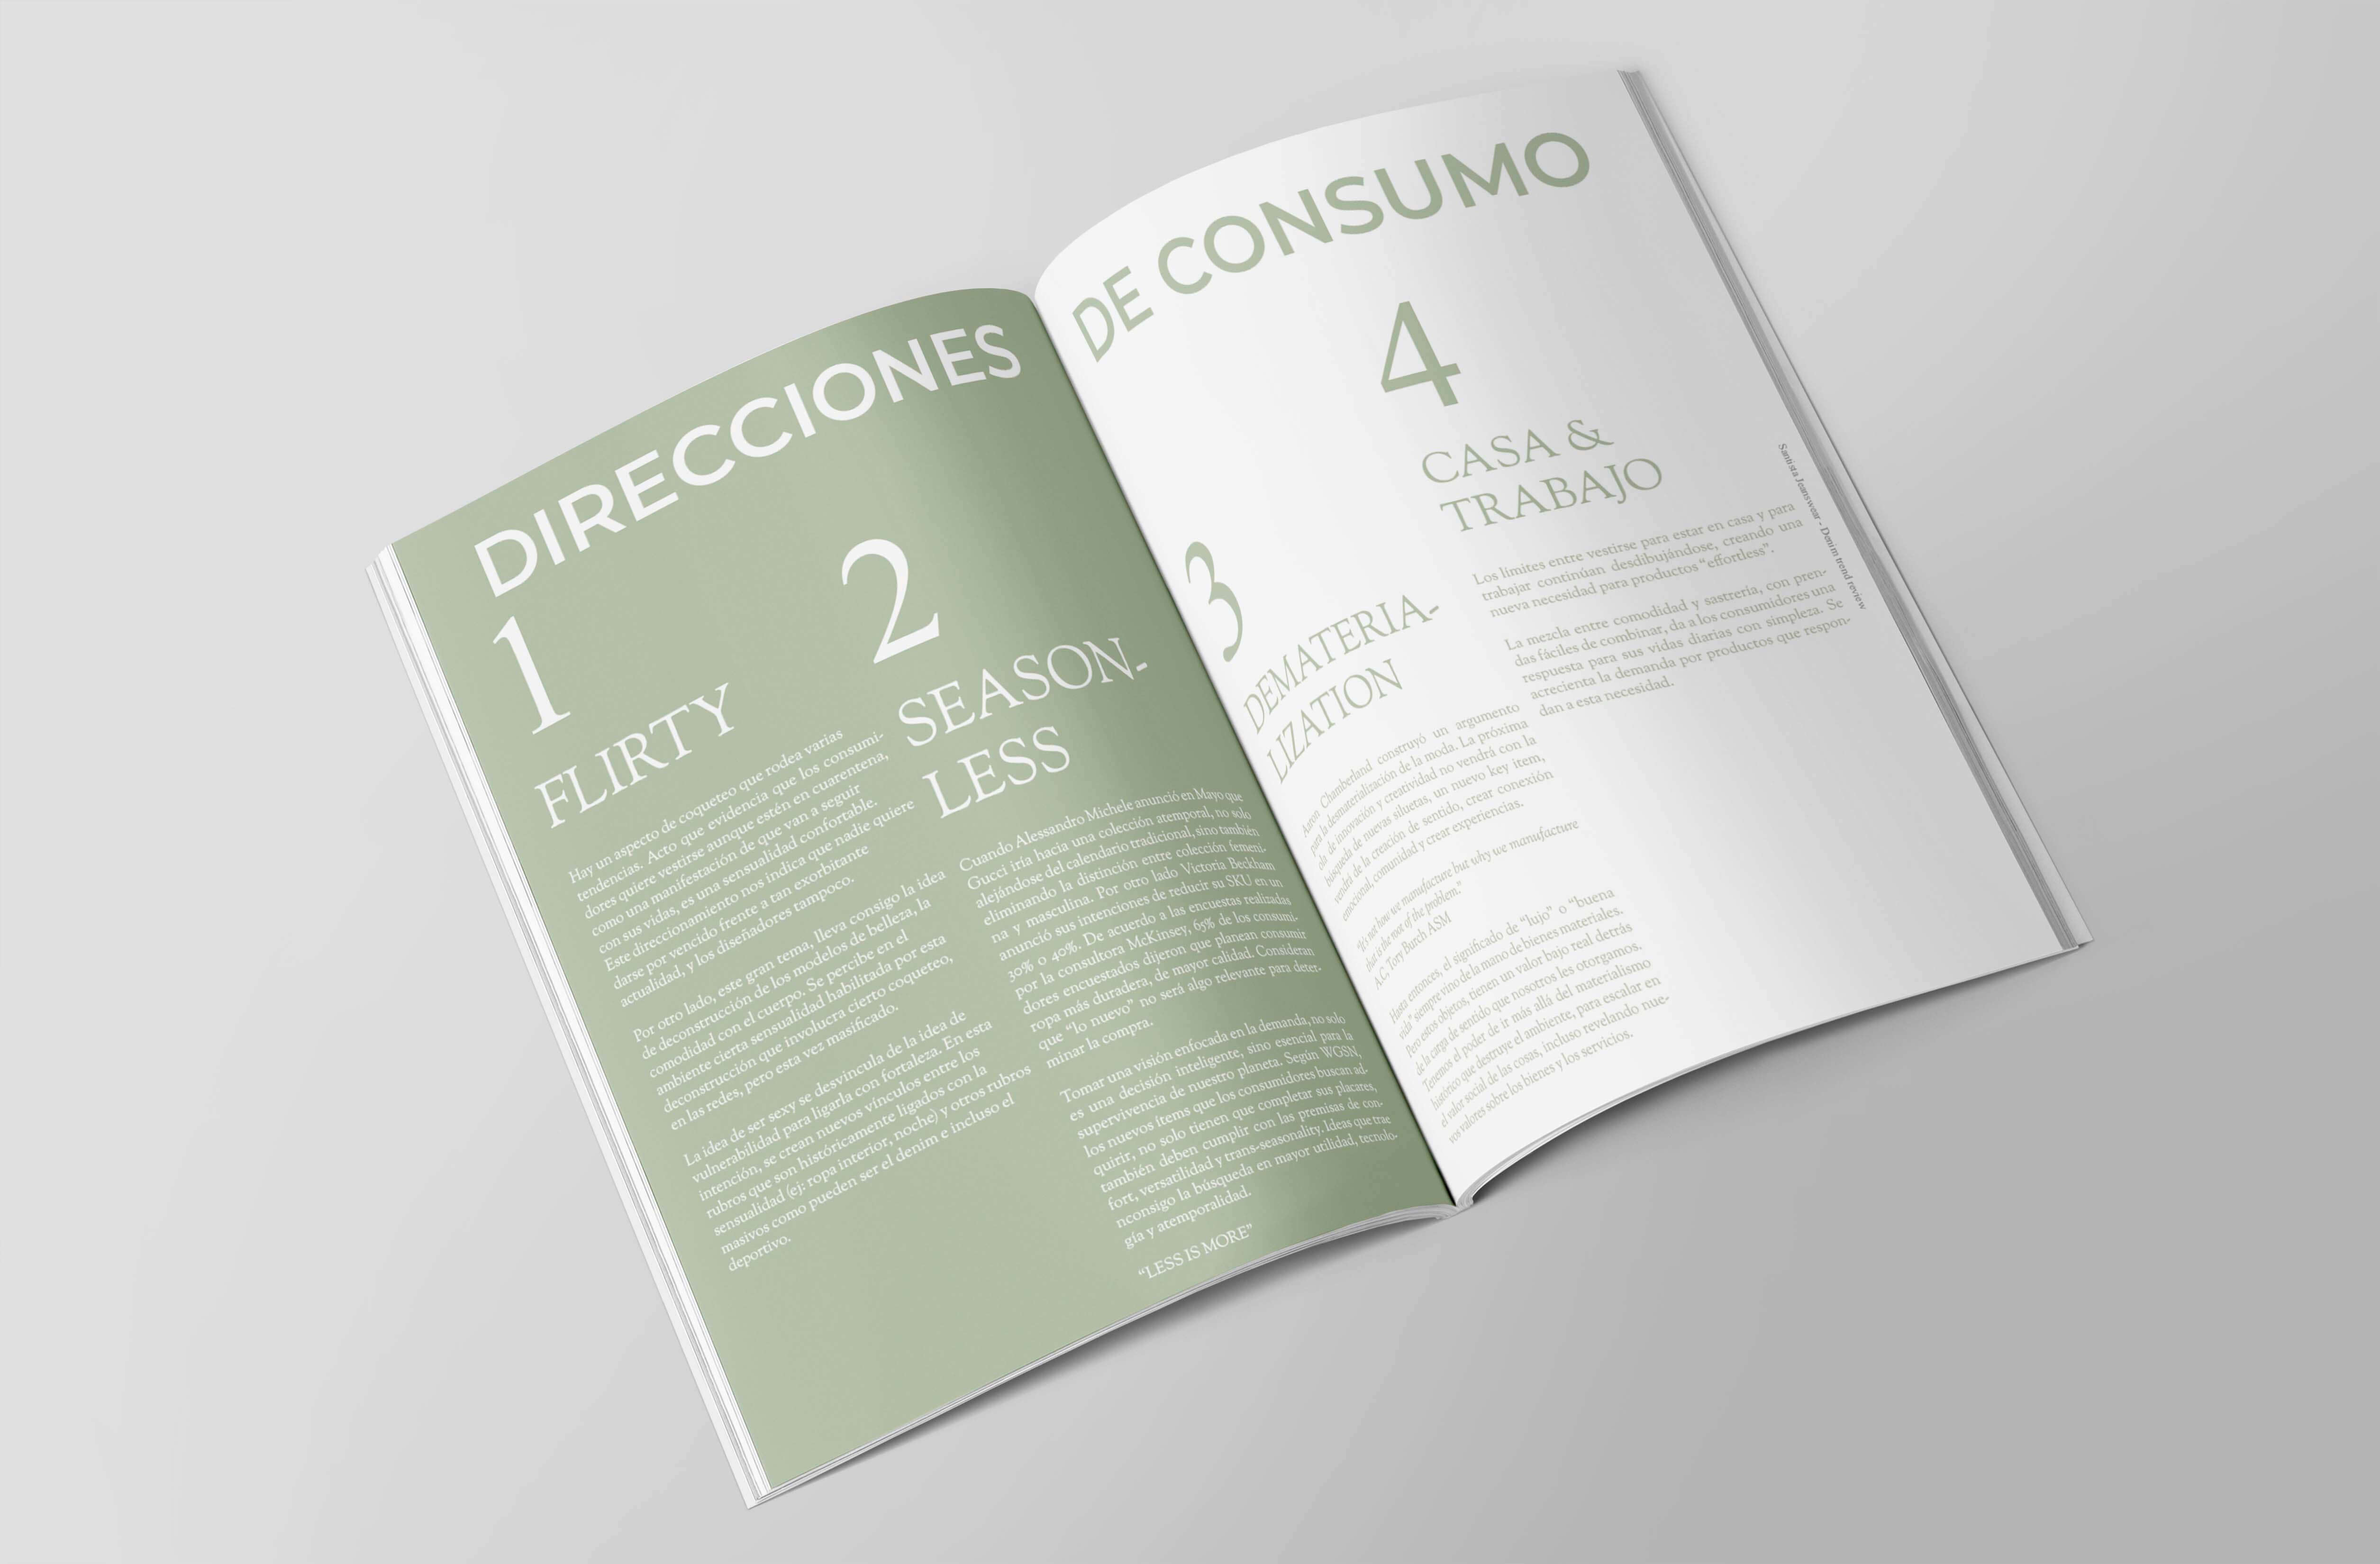 DIRECCIONES
1
FLIRTY
Hay un aspecto de coqueteo que rodea varias
tendencias. Acto que evidencia que los consumi-
dores quiere vestirse aunque estén en cuarentena,
como una manifestación de que van a seguir
con sus vidas, es una sensualidad confortable.
Este direccionamiento nos indica que nadie quiere
darse por vencido frente a tan exorbitante
actualidad, y los diseñadores tampoco.
Por otro lado, este gran tema, lleva consigo la idea
de deconstrucción de los modelos de belleza, la
comodidad con el cuerpo. Se percibe en el
ambiente cierta sensualidad habilitada por esta
deconstrucción que involucra cierto coqueteo,
en las redes, pero esta vez masificado.
La idea de ser sexy se desvincula de la idea de
vulnerabilidad para ligarla con fortaleza. En esta
intención, se crean nuevos vínculos entre los
rubros que son históricamente ligados con la
sensualidad (ej: ropa interior, noche) y otros rubros
masivos como pueden ser el denim e incluso el
deportivo.
2
SEASON-
LESS
Cuando Alessandro Michele anunció en Mayo que
Gucci iría hacia una colección atemporal, no solo
alejándose del calendario tradicional, sino también
eliminando la distinción entre colección femeni-
na y masculina. Por otro lado Victoria Beckham
anunció sus intenciones de reducir su SKU en un
30% o 40%. De acuerdo a las encuestas realizadas
por la consultora McKinsey, 65% de los consumi-
dores encuestados dijeron que planean consumir
ropa más duradera, de mayor calidad. Consideran
que “lo nuevo” no será algo relevante para deter-
minar la compra.
Tomar una visión enfocada en la demanda, no solo
es una decisión inteligente, sino esencial para la
supervivencia de nuestro planeta. Según WGSN,
los nuevos ítems que los consumidores buscan ad-
quirir, no solo tienen que completar sus placares,
también deben cumplir con las premisas de con-
fort, versatilidad y trans-seasonality. Ideas que trae
nconsigo la búsqueda en mayor utilidad, tecnolo-
gía y atemporalidad.
“LESS IS MORE”
DE CONSUMO
3
DEMATERIA-
LIZATION
Aaron Chamberland construyó un argumento
para la desmaterialización de la moda. La próxima
ola de innovación y creatividad no vendrá con la
búsqueda de nuevas siluetas, un nuevo key item,
vendrá de la creación de sentido, crear conexión
emocional, comunidad y crear experiencias.
“It's not how we manufacture but why we manufacture
that is the root of the problem.”
A.C, Tory Burch ASM
Hasta entonces, el significado de “lujo” o “buena
vida” siempre vino de la mano de bienes materiales.
Pero estos objetos, tienen un valor bajo real detrás
de la carga de sentido que nosotros les otorgamos.
Tenemos el poder de ir más allá del materialismo
histórico que destruye el ambiente, para escalar en
el valor social de las cosas, incluso revelando nue-
vos valores sobre los bienes y los servicios.
4
CASA &
TRABAJO
Los limites entre vestirse para estar en casa y para
trabajar continúan desdibujándose, creando una
nueva necesidad para productos “effortless”.
La mezcla entre comodidad y sastrería, con pren-
das fáciles de combinar, da a los consumidores una
respuesta para sus vidas diarias con simpleza. Se
acrecienta la demanda por productos que respon-
dan a esta necesidad.
Santista Jeanswear - Denim trend review